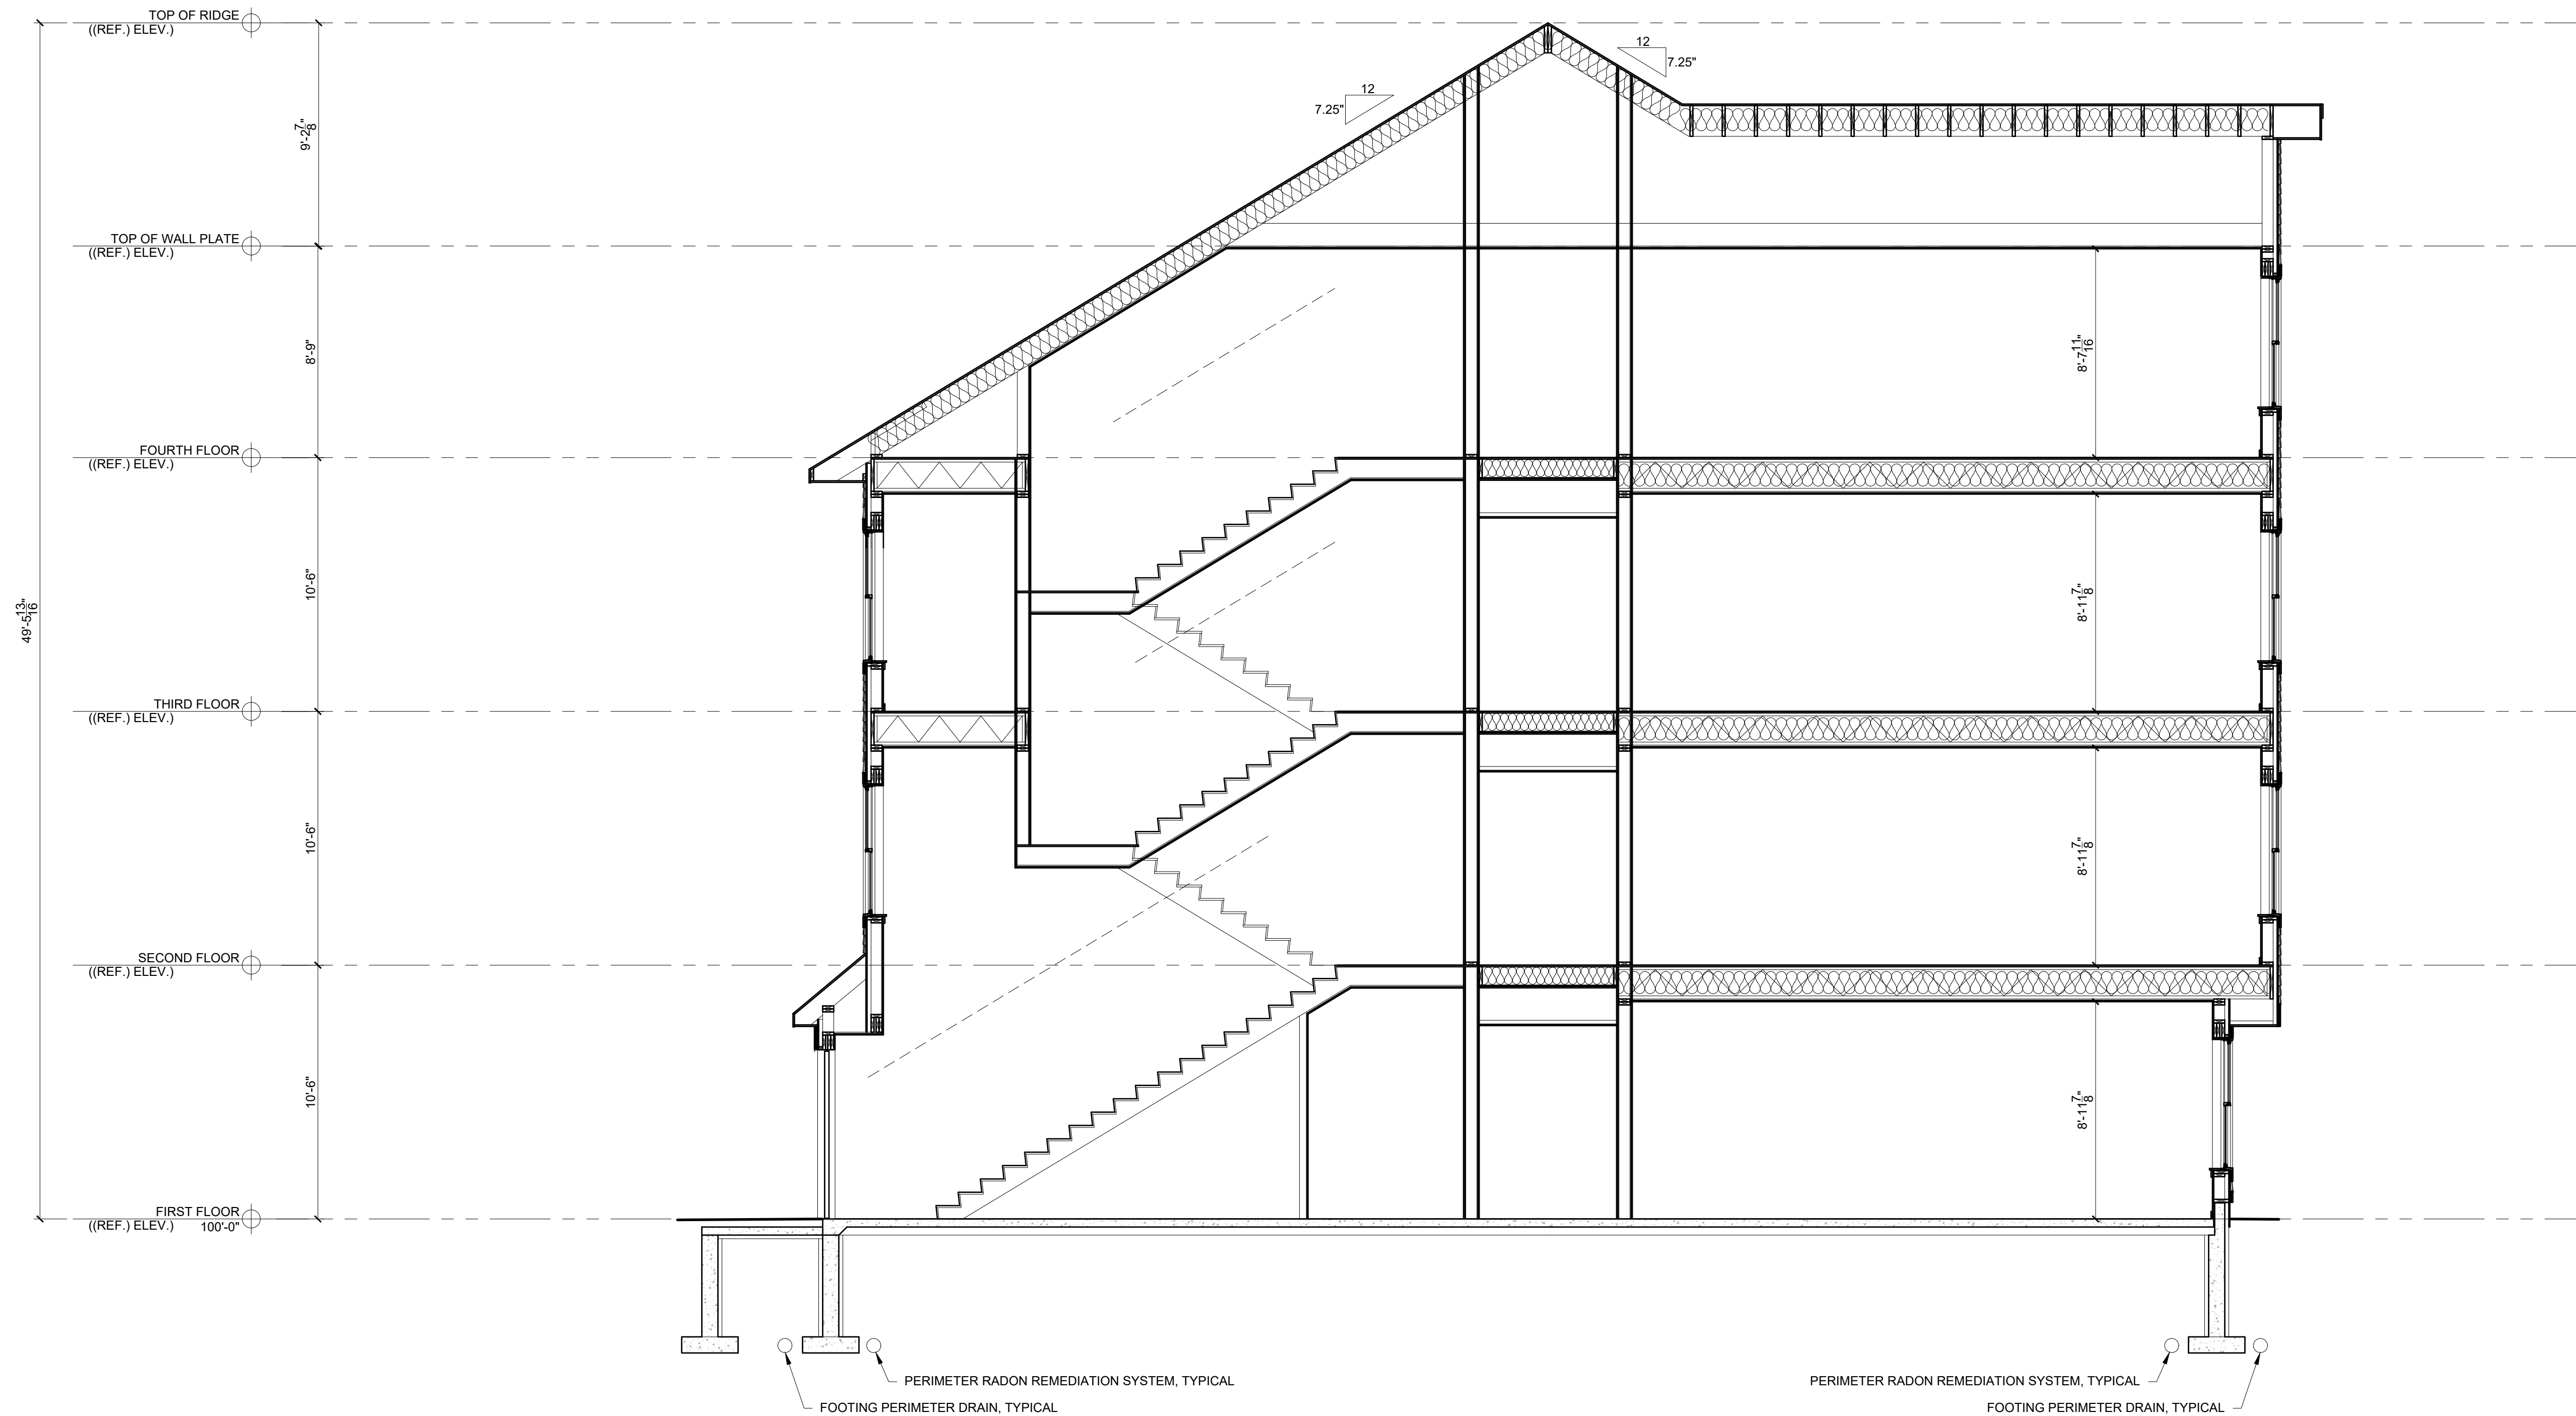 TOP OF RIDGE
((REF.) ELEV.)
12
7.25"
12
7.25"
9'-2 7/8"
TOP OF WALL PLATE
((REF.) ELEV.)
8'-9"
8'-7 11/16"
FOURTH FLOOR
((REF.) ELEV.)
10'-6"
8'-11 7/8"
49'-5 13/16"
THIRD FLOOR
((REF.) ELEV.)
10'-6"
8'-11 7/8"
SECOND FLOOR
((REF.) ELEV.)
10'-6"
8'-11 7/8"
FIRST FLOOR
((REF.) ELEV.) 100'-0"
PERIMETER RADON REMEDIATION SYSTEM, TYPICAL
FOOTING PERIMETER DRAIN, TYPICAL
PERIMETER RADON REMEDIATION SYSTEM, TYPICAL
FOOTING PERIMETER DRAIN, TYPICAL